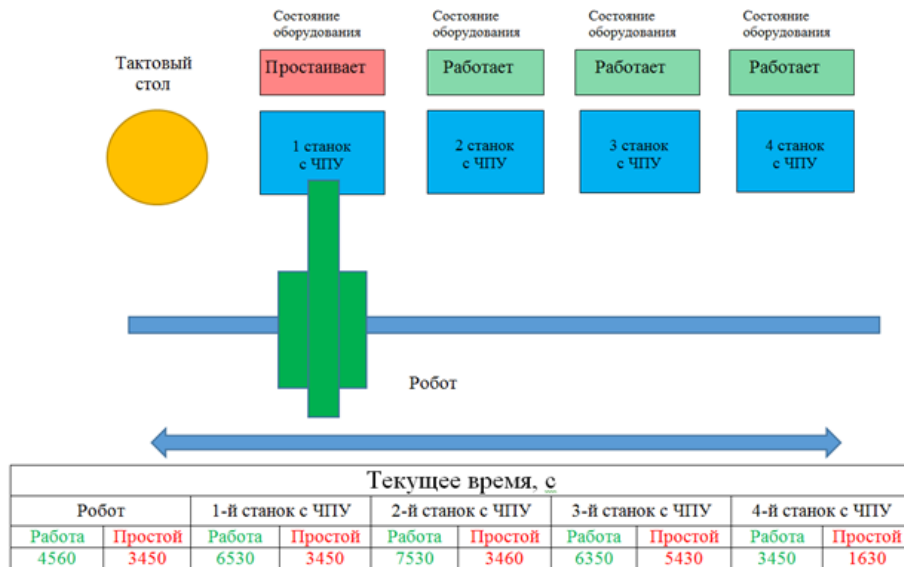 Состояние оборудования
Состояние оборудования
Состояние оборудования
Состояние оборудования
Тактовый стол
Простаивает
Работает
Работает
Работает
1 станок с ЧПУ
2 станок с ЧПУ
3 станок с ЧПУ
4 станок с ЧПУ
Робот
Текущее время, с
Робот 1-й станок с ЧПУ 2-й станок с ЧПУ 3-й станок с ЧПУ 4-й станок с ЧПУ
Работа Простой Работа Простой Работа Простой Работа Простой Работа Простой
4560 3450 6530 3450 7530 3460 6350 5430 3450 1630